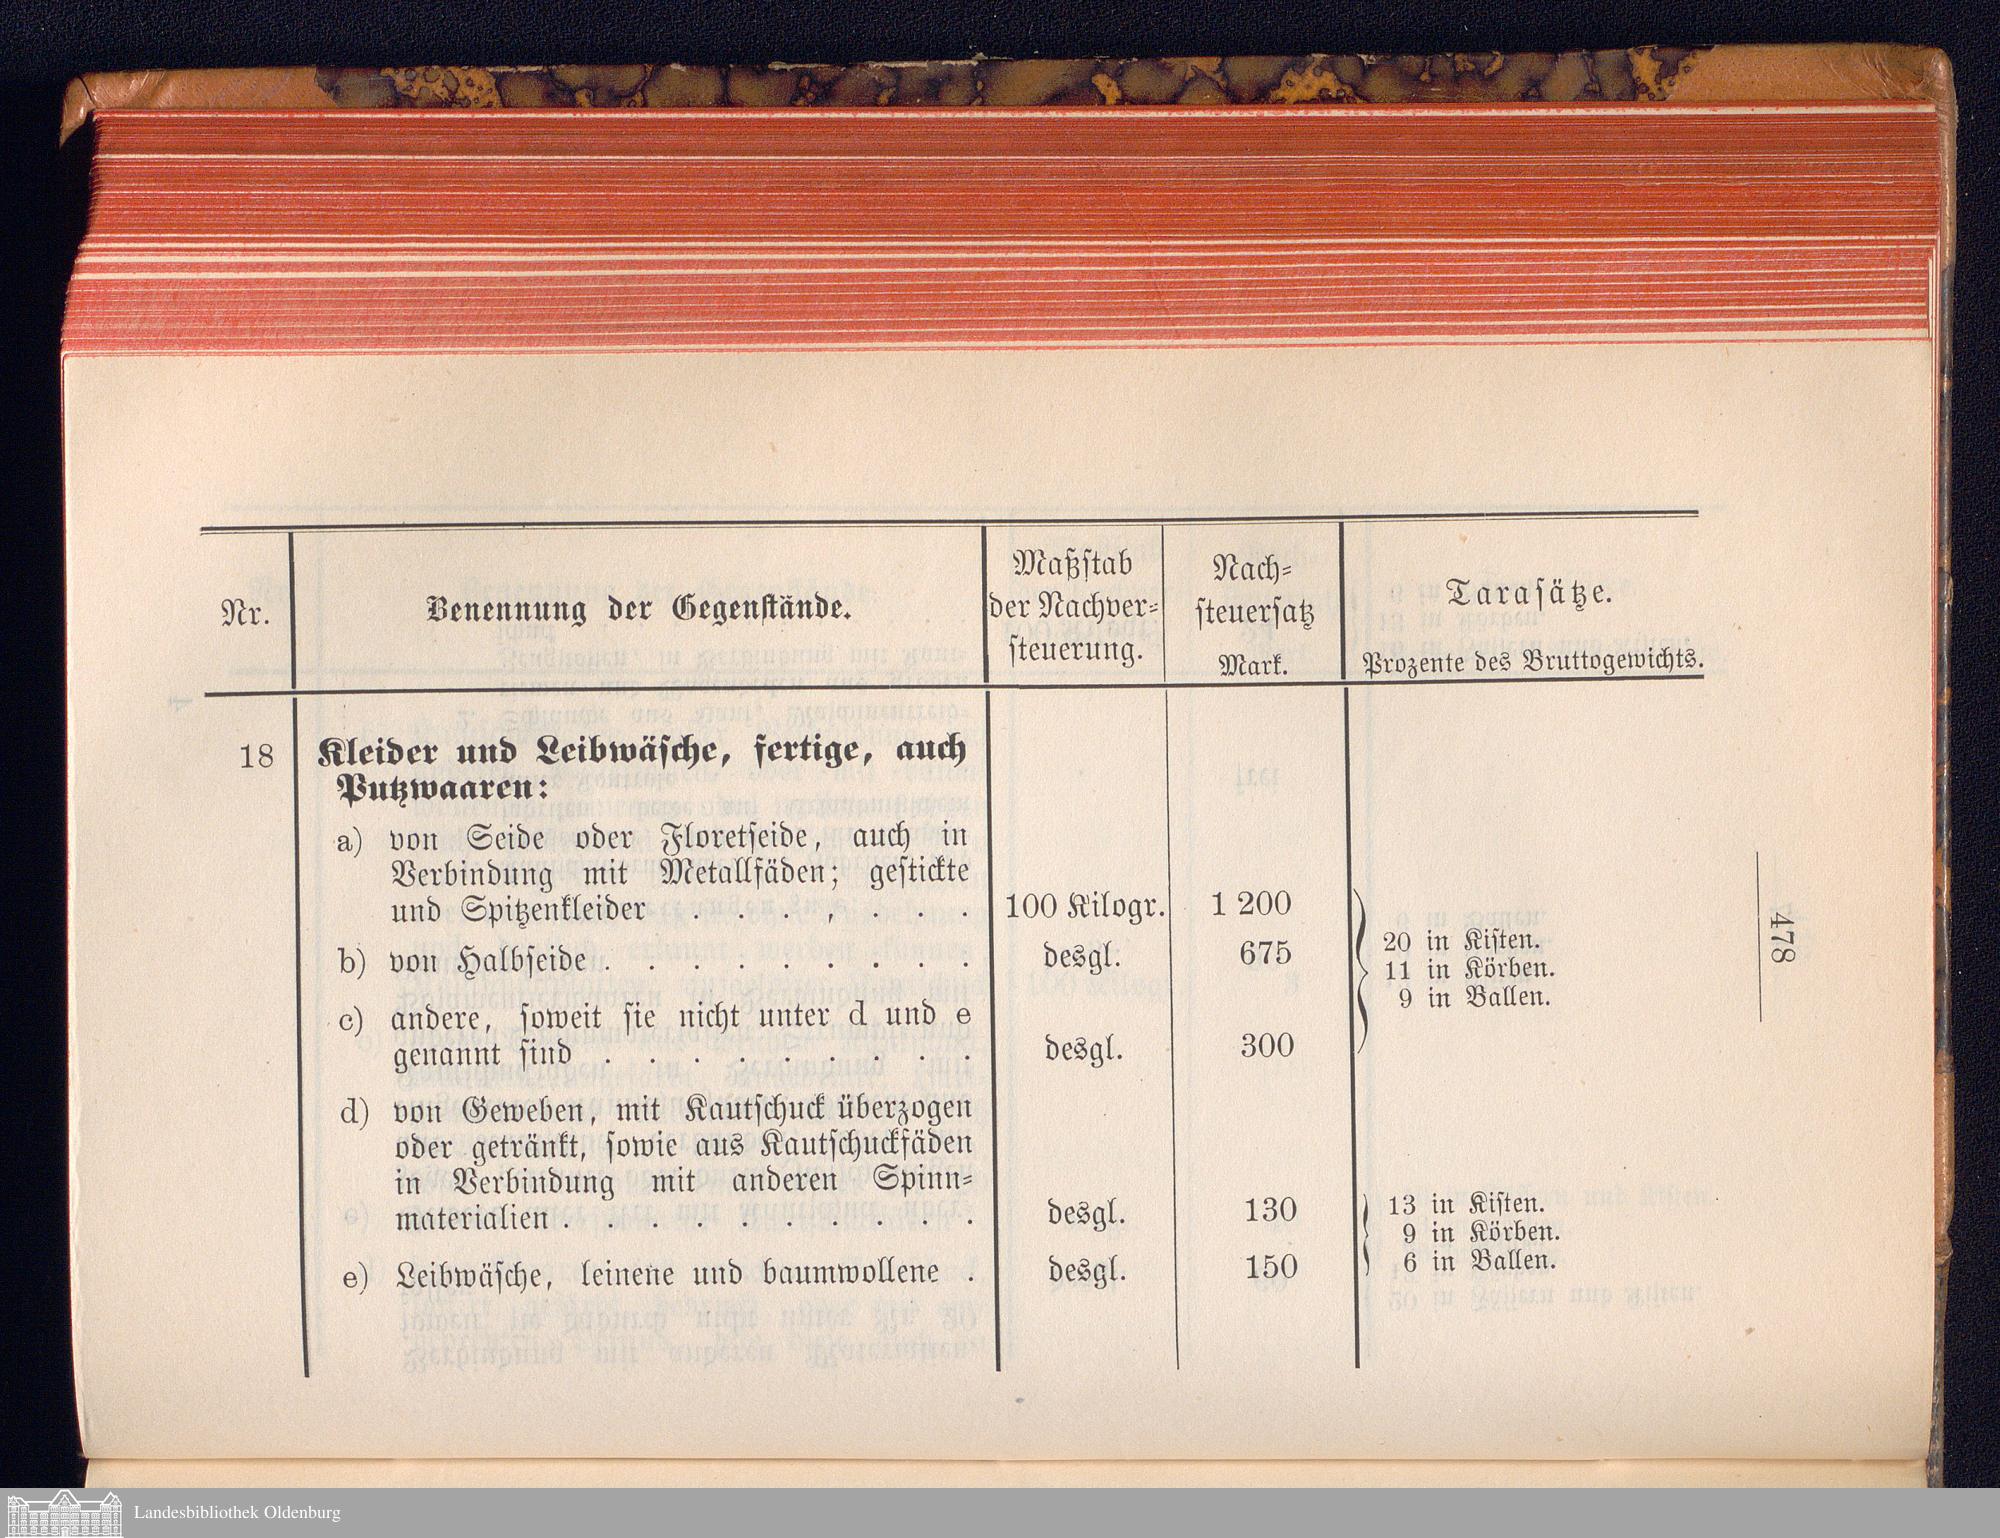 Nr.
Benennung der Gegenstände.
Maßstab
der Nachver=
steuerung.
Nach=
steuersatz
Mark.
Tarasätze.
Prozente des Bruttogewichts.
18 Kleider und Leibwäsche, fertige, auch
Putzwaaren:
a) von Seide oder Floretseide, auch in
Verbindung mit Metallfäden; gestickte
und Spitzenkleider . . . , . . . 100 Kilogr. 1 200
b) von Halbseide . . . . . . . . . desgl. 675
20 in Kisten.
11 in Körben.
9 in Ballen.
c) andere, soweit sie nicht unter d und e
genannt sind . . . . . . . . . desgl. 300
d) von Geweben, mit Kautschuck überzogen
oder getränkt, sowie aus Kautschuckfäden
in Verbindung mit anderen Spinn=
materialien . . . . . . . . . . desgl. 130
13 in Kisten.
9 in Körben.
6 in Ballen.
e) Leibwäsche, leinene und baumwollene . desgl. 150
478
Landesbibliothek Oldenburg